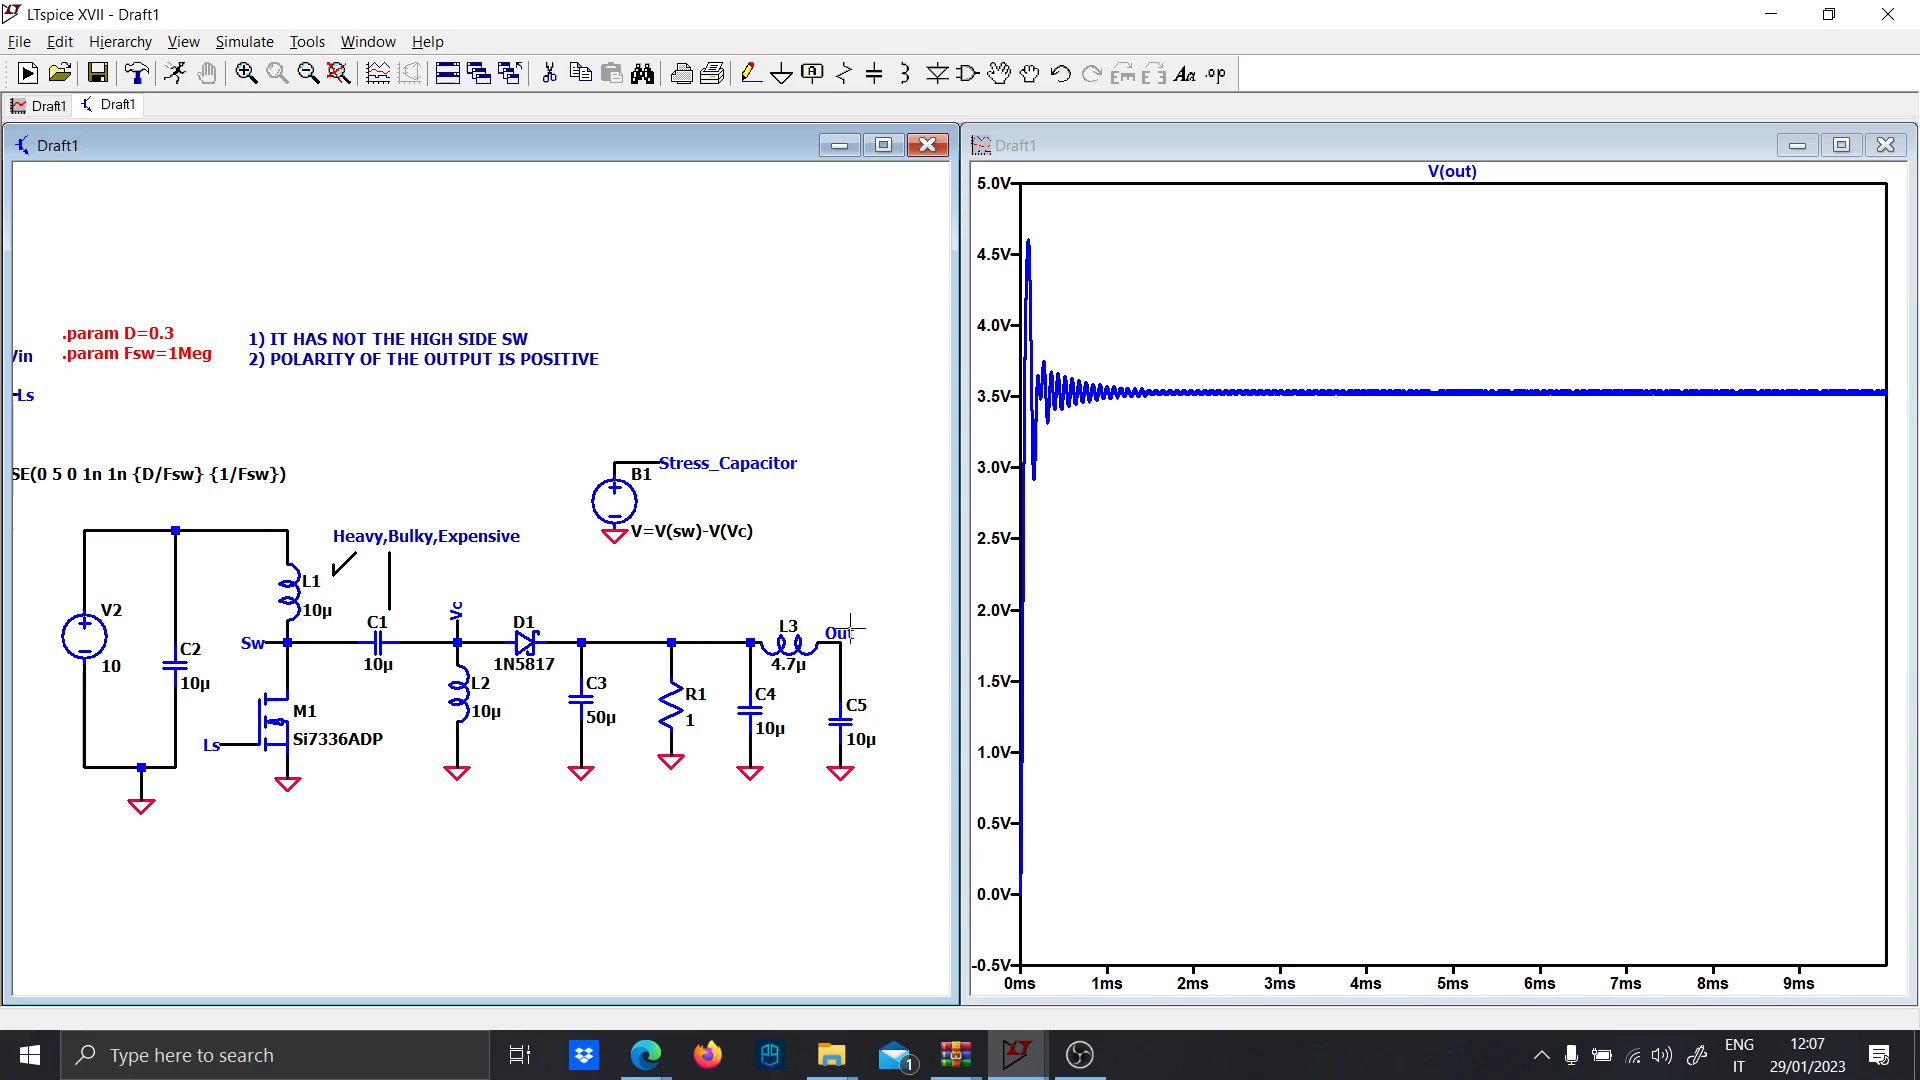 LTspice XVII - Draft1
File Edit Hierarchy View Simulate Tools Window Help
Draft1 Draft1
Draft1
.param D=0.3
.param Fsw=1Meg
/in
Ls
1) IT HAS NOT THE HIGH SIDE SW
2) POLARITY OF THE OUTPUT IS POSITIVE
SE(0 5 0 1n 1n {D/Fsw} {1/Fsw})
Stress_Capacitor
B1
V=V(sw)-V(Vc)
Heavy,Bulky,Expensive
V2
10
C2
10µ
L1
10µ
Sw
M1
Si7336ADP
Ls
C1
10µ
Vc
L2
10µ
D1
1N5817
C3
50µ
R1
1
C4
10µ
L3
4.7µ
Out
C5
10µ
Draft1
V(out)
5.0V
4.5V
4.0V
3.5V
3.0V
2.5V
2.0V
1.5V
1.0V
0.5V
0.0V
-0.5V
0ms 1ms 2ms 3ms 4ms 5ms 6ms 7ms 8ms 9ms
Type here to search
1
ENG
IT
12:07
29/01/2023